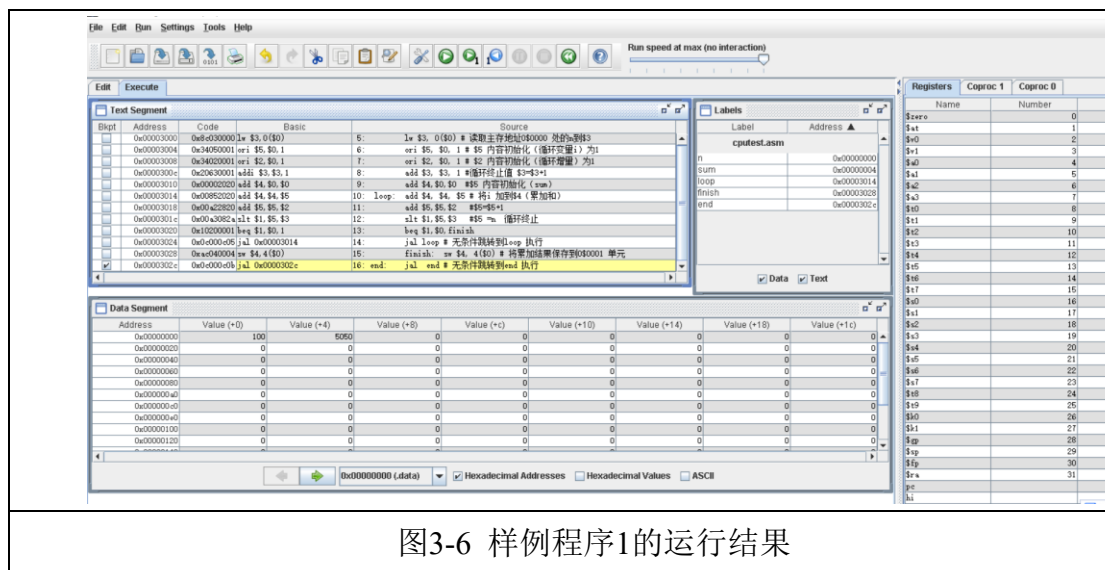 File Edit Run Settings Tools Help
Run speed at max (no interaction)
Edit Execute
Text Segment
Bkpt Address Code Basic Source
0x00003000 0x8c030000 lw $3,0($0) 5: lw $3, 0($0) # 读取主存地址0$0000 处的n到$3
0x00003004 0x34050001 ori $5,$0,1 6: ori $5, $0, 1 # $5 内容初始化（循环变量i）为1
0x00003008 0x34020001 ori $2,$0,1 7: ori $2, $0, 1 # $2 内容初始化（循环增量）为1
0x0000300c 0x20630001 addi $3,$3,1 8: add $3, $3, 1 #循环终止值 $3=$3+1
0x00003010 0x00002020 add $4,$0,$0 9: add $4,$0,$0 #$5 内容初始化（sum）
0x00003014 0x00852020 add $4,$4,$5 10: loop: add $4, $4, $5 # 将i 加到$4（累加和）
0x00003018 0x00a22820 add $5,$5,$2 11: add $5,$5,$2 #$5=$5+1
0x0000301c 0x00a3082a slt $1,$5,$3 12: slt $1,$5,$3 #$5 =n 循环终止
0x00003020 0x10200001 beq $1,$0,1 13: beq $1,$0,finish
0x00003024 0x0c000c05 jal 0x00003014 14: jal loop # 无条件跳转到loop 执行
0x00003028 0xac040004 sw $4,4($0) 15: finish: sw $4, 4($0) # 将累加结果保存到0$0001 单元
0x0000302c 0x0c000c0b jal 0x0000302c 16: end: jal end # 无条件跳转到end 执行
Labels
Label Address ▲
cputest.asm
n 0x00000000
sum 0x00000004
loop 0x00003014
finish 0x00003028
end 0x0000302c
Data Text
Data Segment
Address Value (+0) Value (+4) Value (+8) Value (+c) Value (+10) Value (+14) Value (+18) Value (+1c)
0x00000000 100 5050 0 0 0 0 0 0
0x00000020 0 0 0 0 0 0 0 0
0x00000040 0 0 0 0 0 0 0 0
0x00000060 0 0 0 0 0 0 0 0
0x00000080 0 0 0 0 0 0 0 0
0x000000a0 0 0 0 0 0 0 0 0
0x000000c0 0 0 0 0 0 0 0 0
0x000000e0 0 0 0 0 0 0 0 0
0x00000100 0 0 0 0 0 0 0 0
0x00000120 0 0 0 0 0 0 0 0
0x00000000 (.data) Hexadecimal Addresses Hexadecimal Values ASCII
Registers Coproc 1 Coproc 0
Name Number
$zero 0
$at 1
$v0 2
$v1 3
$a0 4
$a1 5
$a2 6
$a3 7
$t0 8
$t1 9
$t2 10
$t3 11
$t4 12
$t5 13
$t6 14
$t7 15
$s0 16
$s1 17
$s2 18
$s3 19
$s4 20
$s5 21
$s6 22
$s7 23
$t8 24
$t9 25
$k0 26
$k1 27
$gp 28
$sp 29
$fp 30
$ra 31
pc
hi
图3-6 样例程序1的运行结果